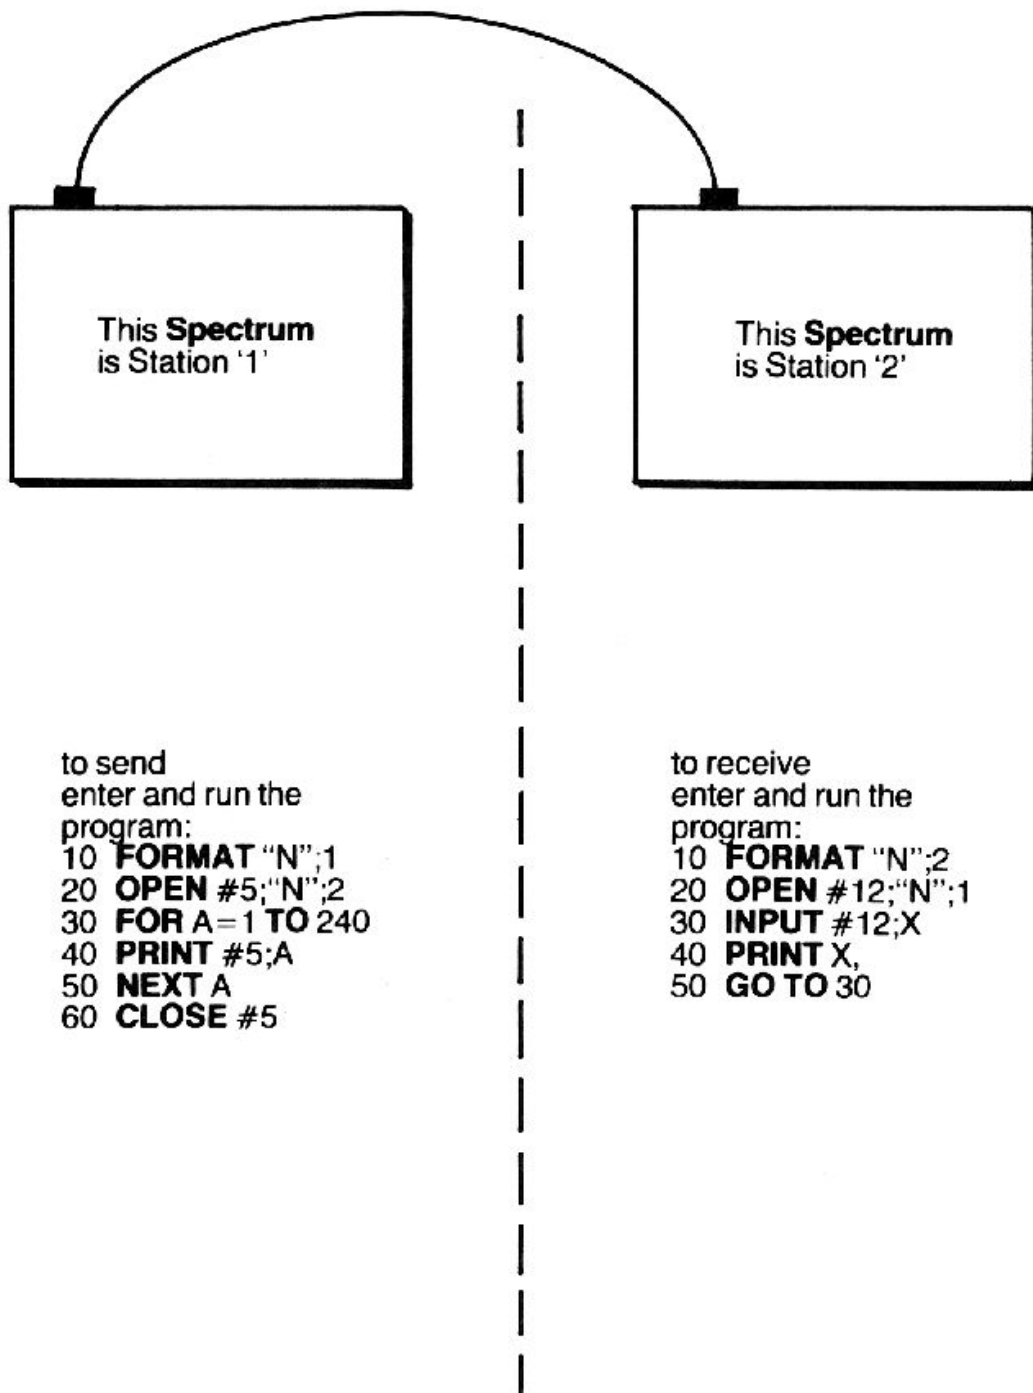 This Spectrum
is Station ‘1’
This Spectrum
is Station ‘2’
to send
enter and run the
program:
10 FORMAT “N”;1
20 OPEN #5;“N”;2
30 FOR A=1 TO 240
40 PRINT #5;A
50 NEXT A
60 CLOSE #5
to receive
enter and run the
program:
10 FORMAT “N”;2
20 OPEN #12;“N”;1
30 INPUT #12;X
40 PRINT X,
50 GO TO 30